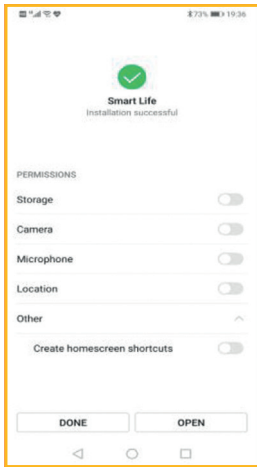 73% 19:36
Smart Life
Installation successful
PERMISSIONS
Storage
Camera
Microphone
Location
Other
Create homescreen shortcuts
DONE OPEN